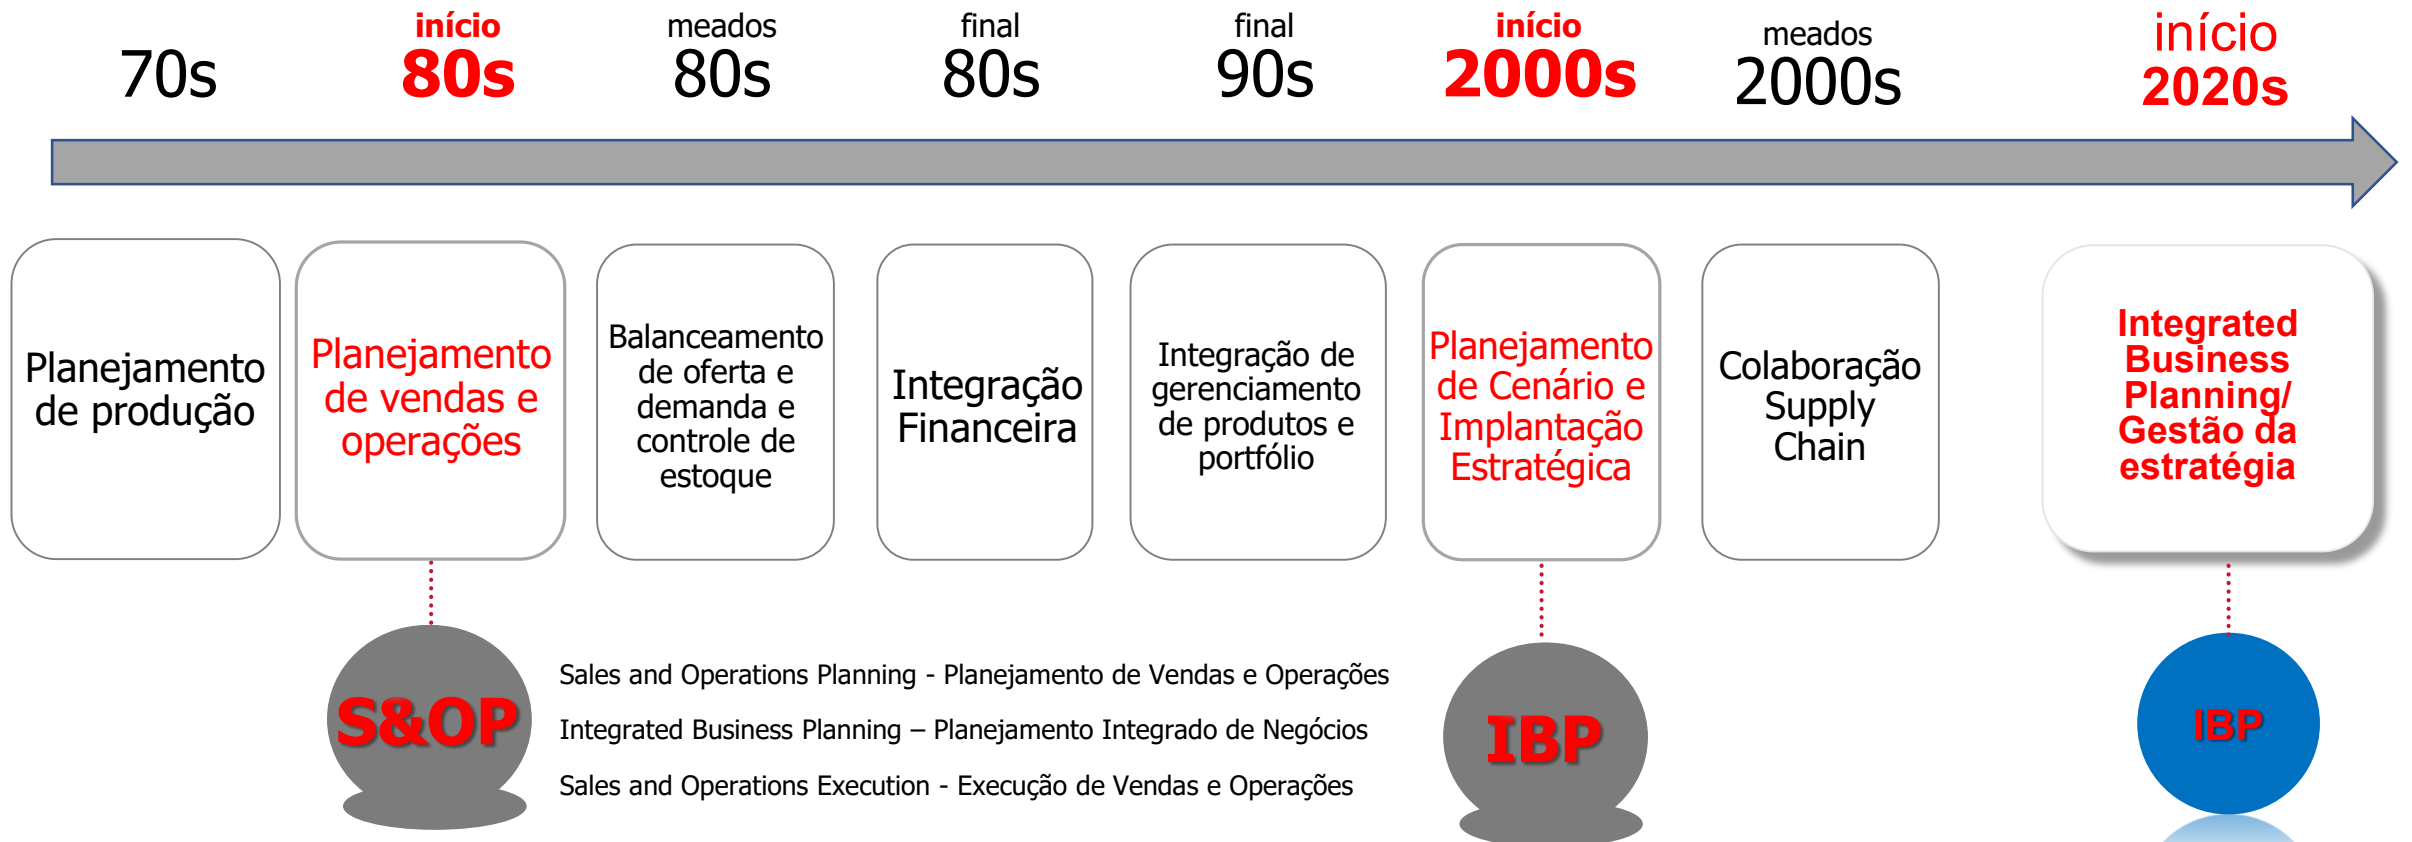 70s
início
80s
meados
80s
final
80s
final
90s
início
2000s
meados
2000s
início
2020s
Planejamento
de produção
Planejamento
de vendas e
operações
Balanceamento
de oferta e
demanda e
controle de
estoque
Integração
Financeira
Integração de
gerenciamento
de produtos e
portfólio
Planejamento
de Cenário e
Implantação
Estratégica
Colaboração
Supply
Chain
Integrated
Business
Planning/
Gestão da
estratégia
S&OP
Sales and Operations Planning - Planejamento de Vendas e Operações
Integrated Business Planning – Planejamento Integrado de Negócios
Sales and Operations Execution - Execução de Vendas e Operações
IBP
IBP